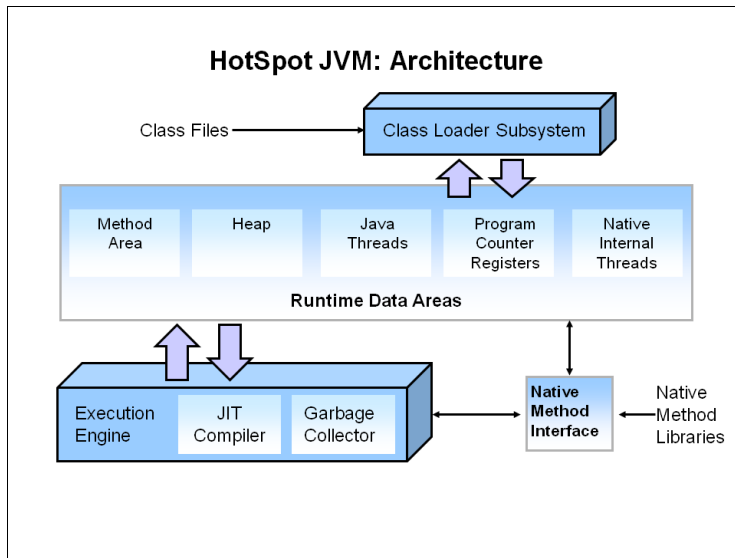 HotSpot JVM: Architecture
Class Files
Class Loader Subsystem
Method
Area
Heap
Java
Threads
Program
Counter
Registers
Native
Internal
Threads
Runtime Data Areas
Execution
Engine
JIT
Compiler
Garbage
Collector
Native
Method
Interface
Native
Method
Libraries